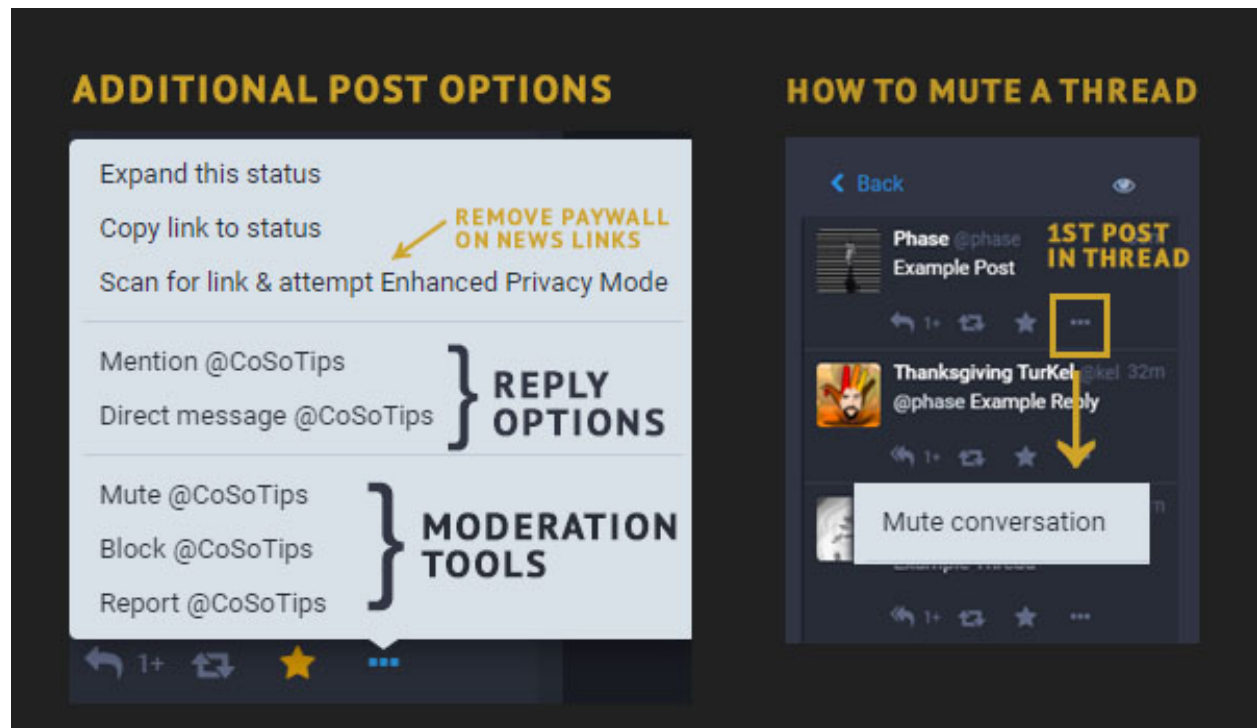 ADDITIONAL POST OPTIONS
Expand this status
Copy link to status
REMOVE PAYWALL
ON NEWS LINKS
Scan for link & attempt Enhanced Privacy Mode
Mention @CoSoTips
Direct message @CoSoTips
REPLY
OPTIONS
Mute @CoSoTips
Block @CoSoTips
Report @CoSoTips
MODERATION
TOOLS
1+
HOW TO MUTE A THREAD
Back
Phase @phase
1ST POST
IN THREAD
Example Post
1+
Thanksgiving TurKel @kel 32m
@phase Example Reply
1+
Mute conversation
Example Thread
1+